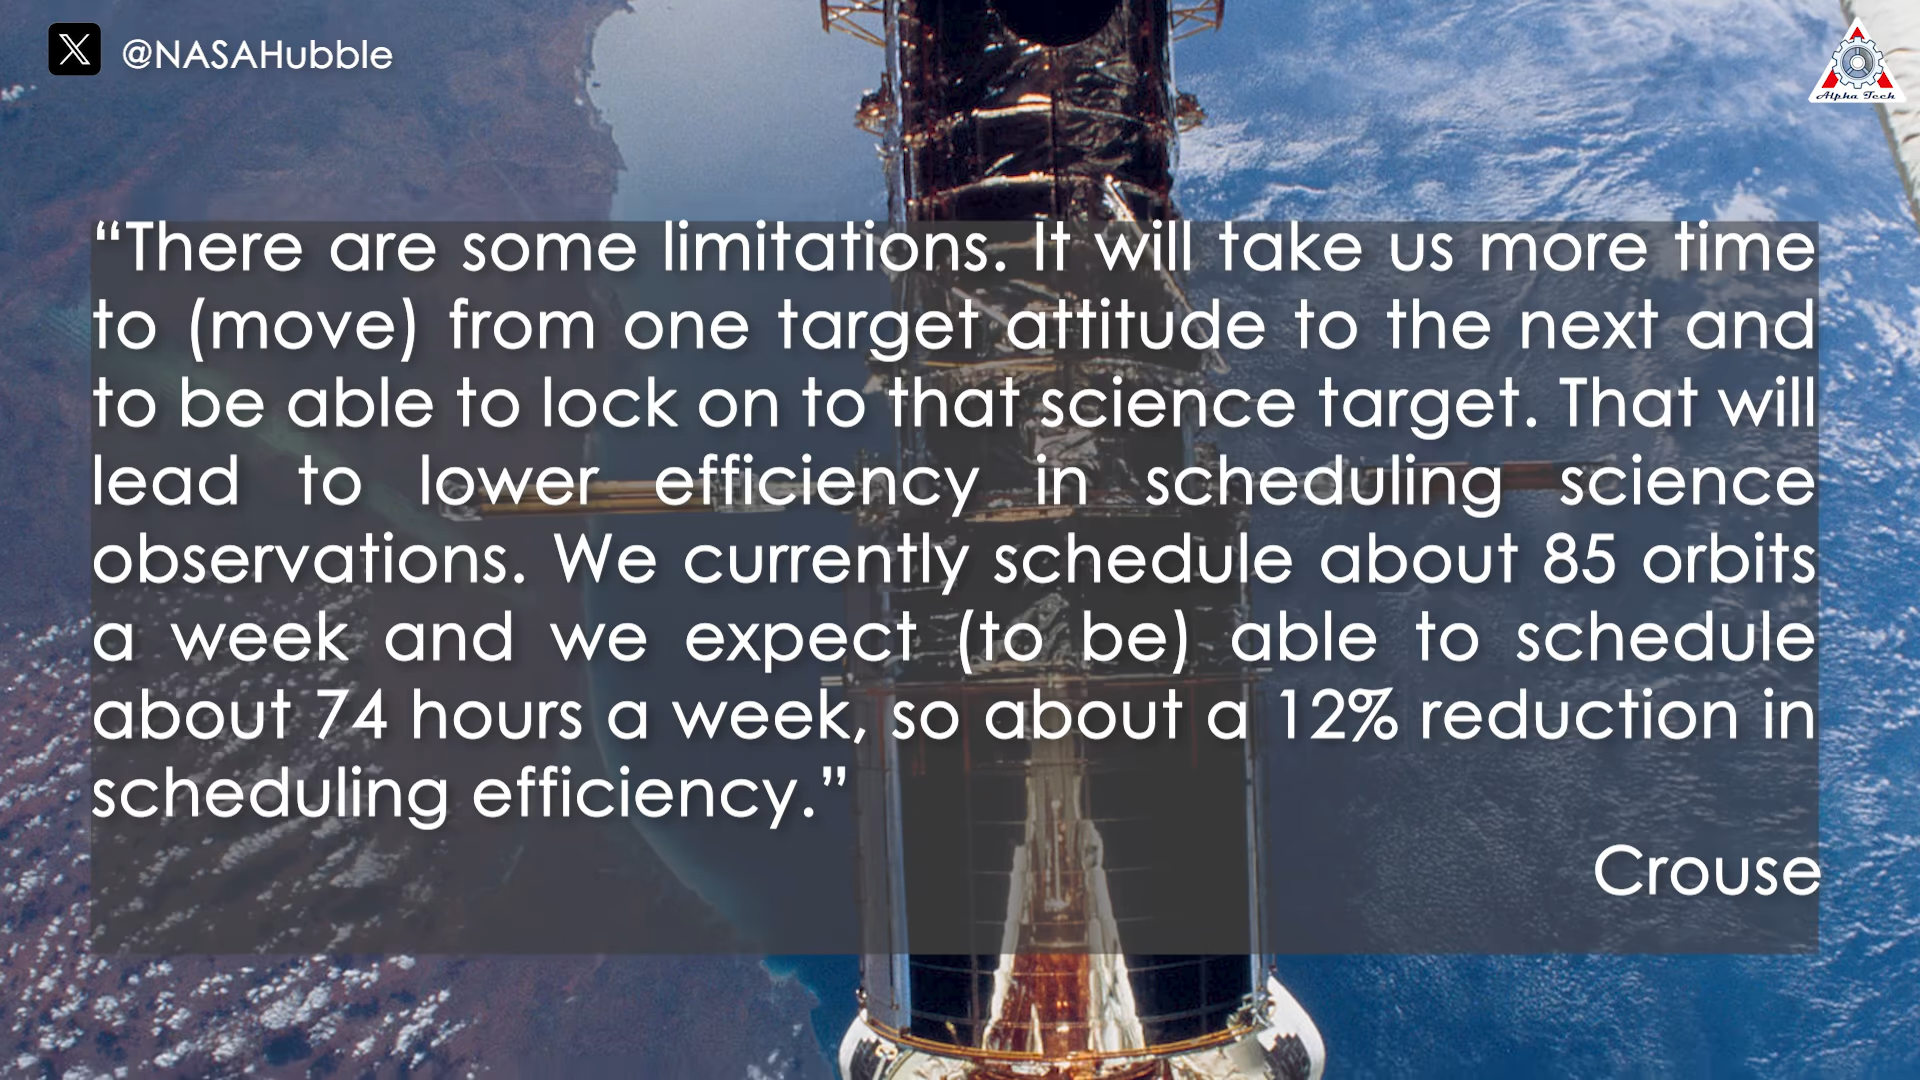 @NASAHubble
Alpha Tech
“There are some limitations. It will take us more time
to (move) from one target attitude to the next and
to be able to lock on to that science target. That will
lead to lower efficiency in scheduling science
observations. We currently schedule about 85 orbits
a week and we expect (to be) able to schedule
about 74 hours a week, so about a 12% reduction in
scheduling efficiency.”
Crouse